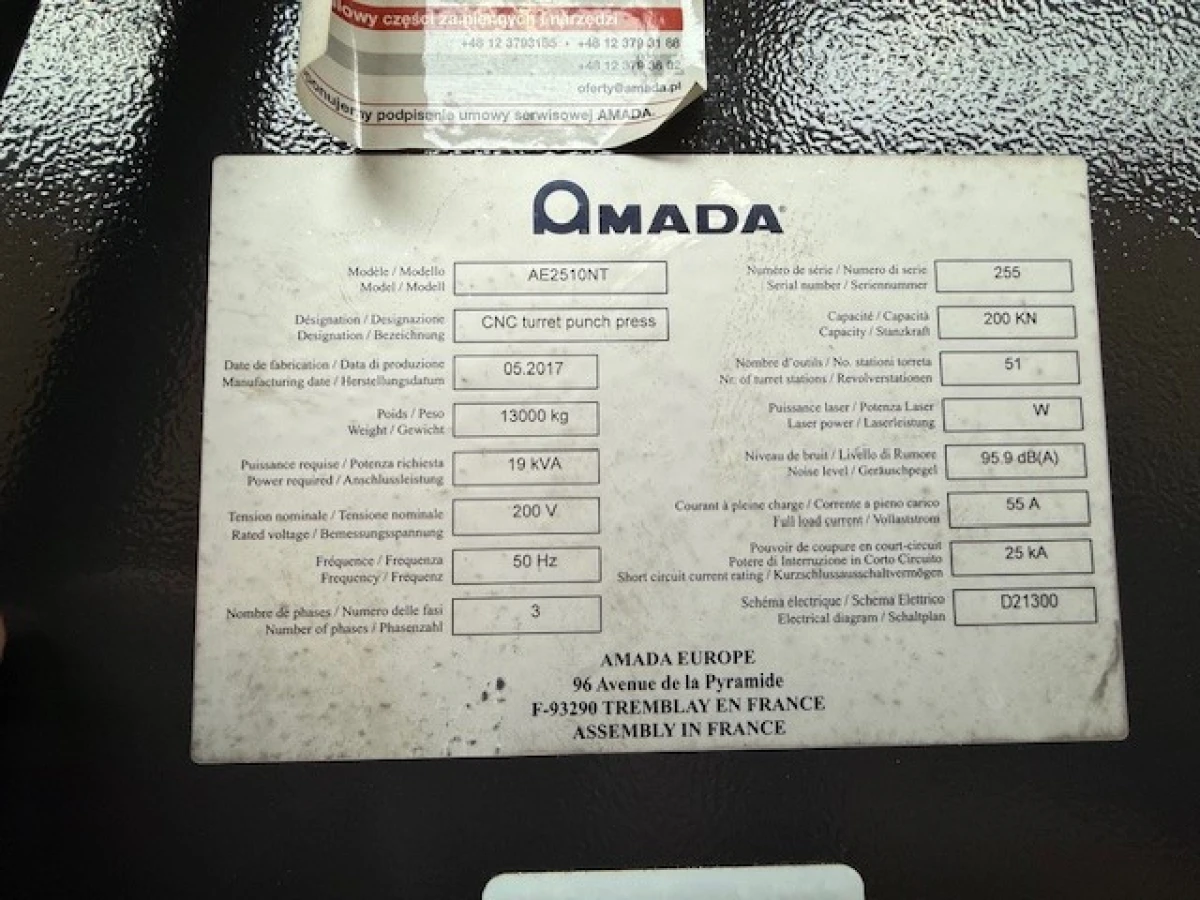 części zamiennych i narzędzi
+48 12 3793185 • +48 12 379 31 68
+48 12 379 36 02
oferty@amada.pl
podpisanie umowy serwisowej AMADA.
AMADA
Modèle / Modello
Model / Modell
AE2510NT
Désignation / Designazione
Designation / Bezeichnung
CNC turret punch press
Date de fabrication / Data di produzione
Manufacturing date / Herstellungsdatum
05.2017
Poids / Peso
Weight / Gewicht
13000 kg
Puissance requise / Potenza richiesta
Power required / Anschlussleistung
19 kVA
Tension nominale / Tensione nominale
Rated voltage / Bemessungsspannung
200 V
Fréquence / Frequenza
Frequency / Fréquenz
50 Hz
Nombre de phases / Numero delle fasi
Number of phases / Phasenzahl
3
Numéro de série / Numero di serie
Serial number / Seriennummer
255
Capacité / Capacità
Capacity / Stanzkraft
200 KN
Nombre d'outils / No. stationi torreta
Nr. of turret stations / Revolverstationen
51
Puissance laser / Potenza Laser
Laser power / Laserleistung
W
Niveau de bruit / Livello di Rumore
Noise level / Geräuschpegel
95.9 dB(A)
Courant à pleine charge / Corrente a pieno carico
Full load current / Vollaststrom
55 A
Pouvoir de coupure en court-circuit
Potere di Interruzione in Corto Circuito
Short circuit current rating / Kurzschlussausschaltvermögen
25 kA
Schéma électrique / Schema Elettrico
Electrical diagram / Schaltplan
D21300
AMADA EUROPE
96 Avenue de la Pyramide
F-93290 TREMBLAY EN FRANCE
ASSEMBLY IN FRANCE